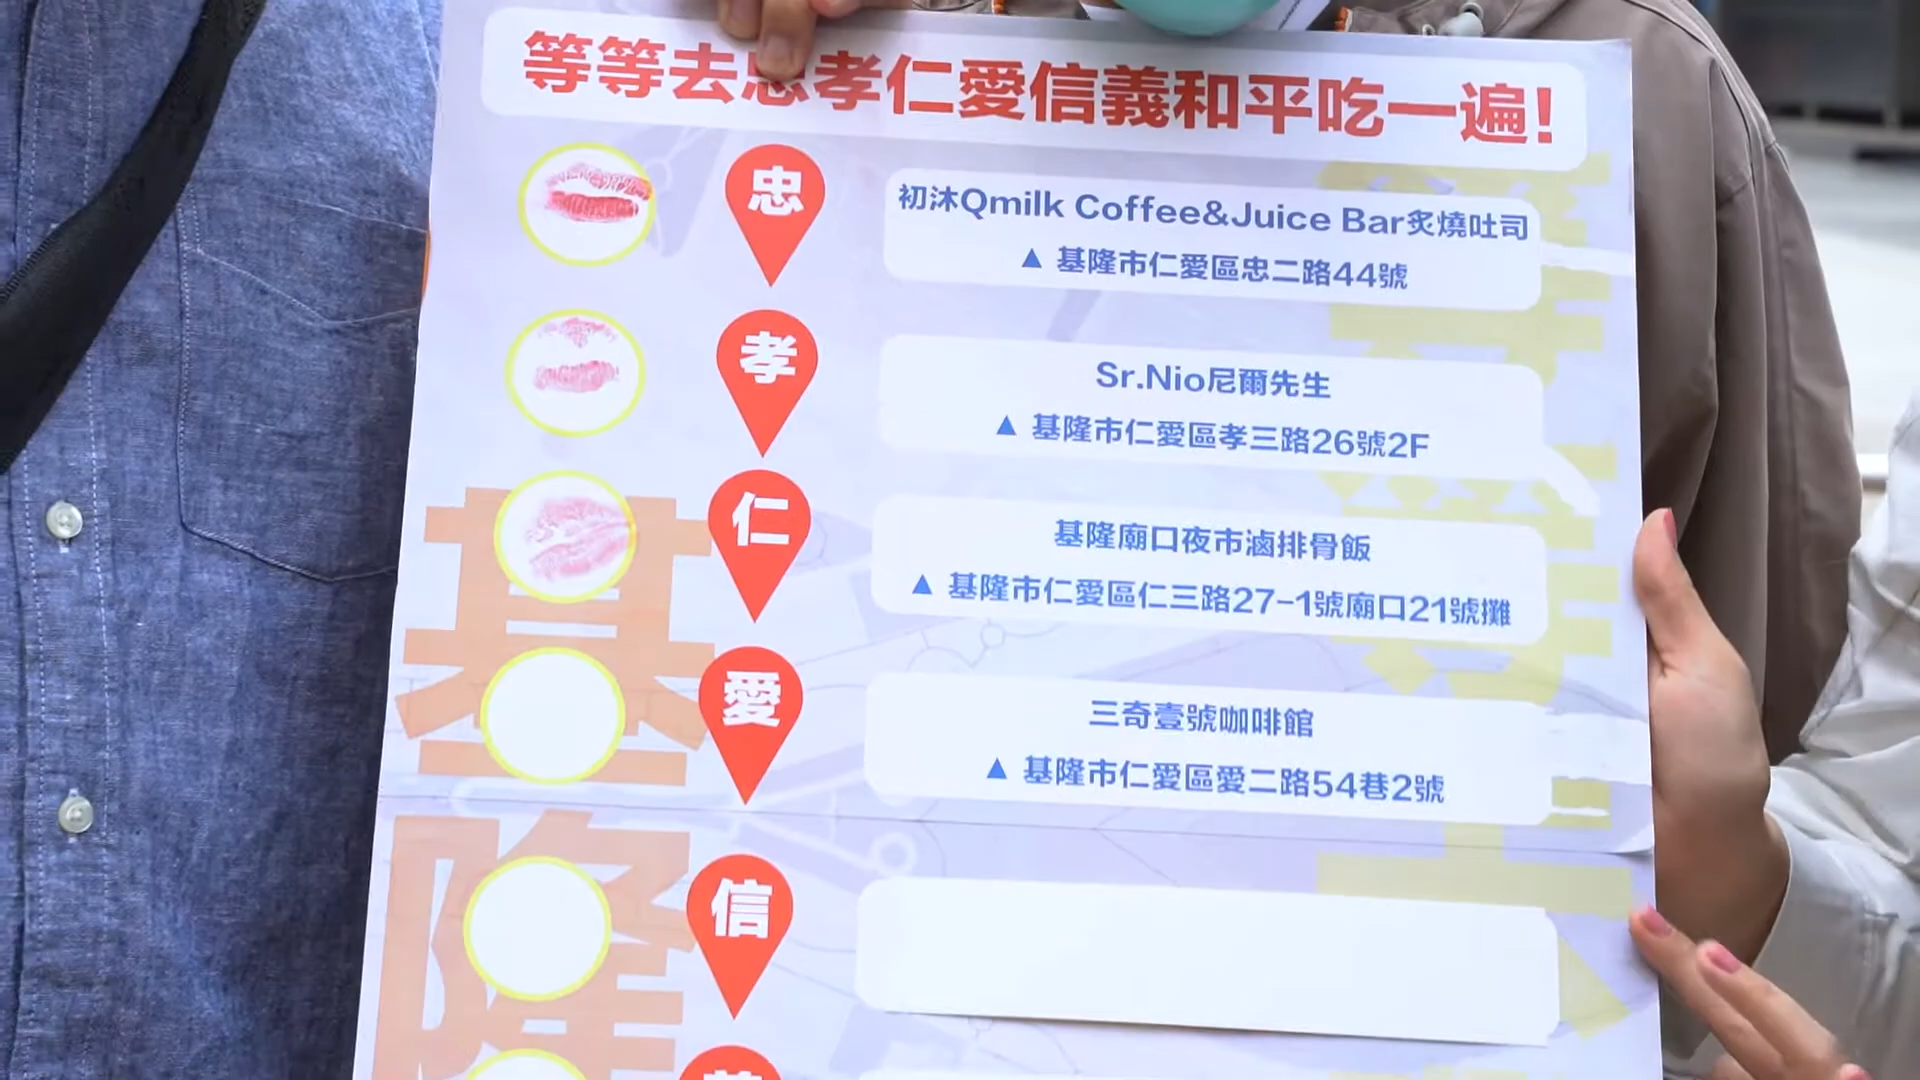 等等去忠孝仁愛信義和平吃一遍!
忠
初沐Qmilk Coffee&Juice Bar炙燒吐司
▲ 基隆市仁愛區忠二路44號
孝
Sr.Nio尼爾先生
▲ 基隆市仁愛區孝三路26號2F
仁
基隆廟口夜市滷排骨飯
▲ 基隆市仁愛區仁三路27-1號廟口21號攤
愛
三奇壹號咖啡館
▲ 基隆市仁愛區愛二路54巷2號
信
基隆